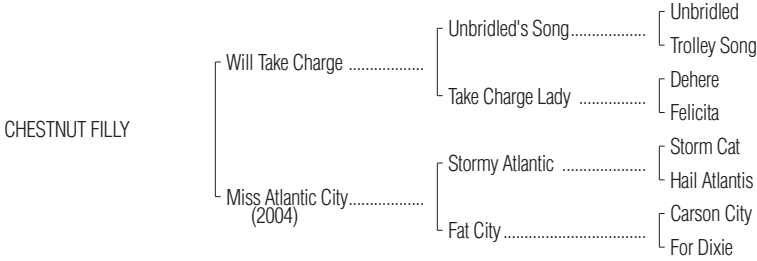 Unbridled
Unbridled's Song..................
Trolley Song
Will Take Charge ..................
Dehere
Take Charge Lady ................
Felicita
CHESTNUT FILLY
Storm Cat
Stormy Atlantic ....................
Hail Atlantis
Miss Atlantic City..................
(2004)
Carson City
Fat City..................................
For Dixie